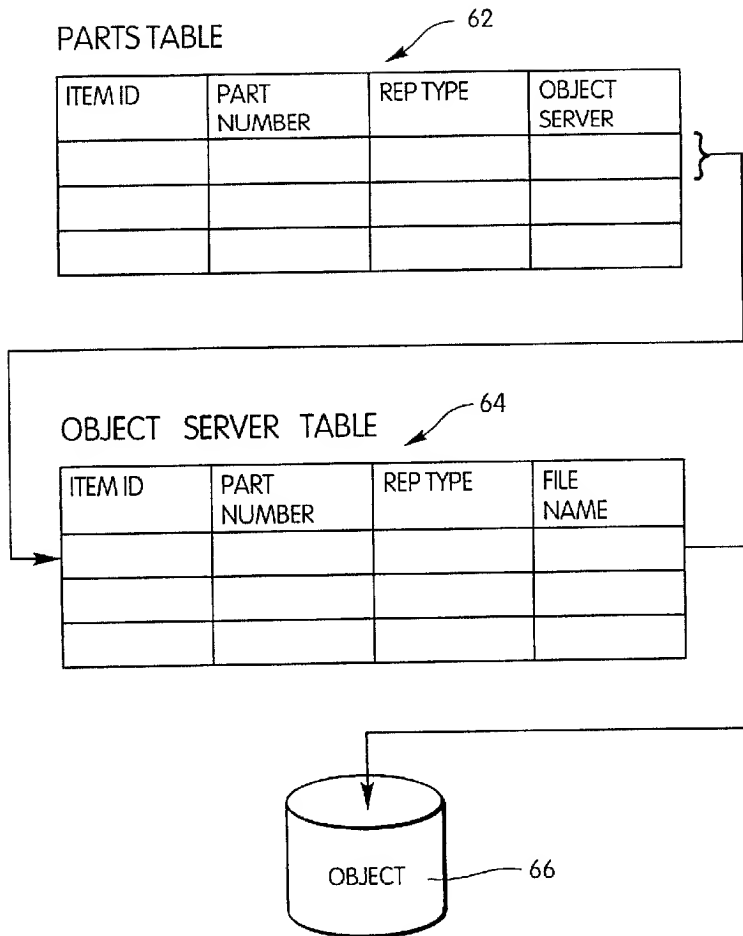 PARTS TABLE
62
ITEM ID
PART
NUMBER
REP TYPE
OBJECT
SERVER
OBJECT SERVER TABLE
64
ITEM ID
PART
NUMBER
REP TYPE
FILE
NAME
OBJECT
66